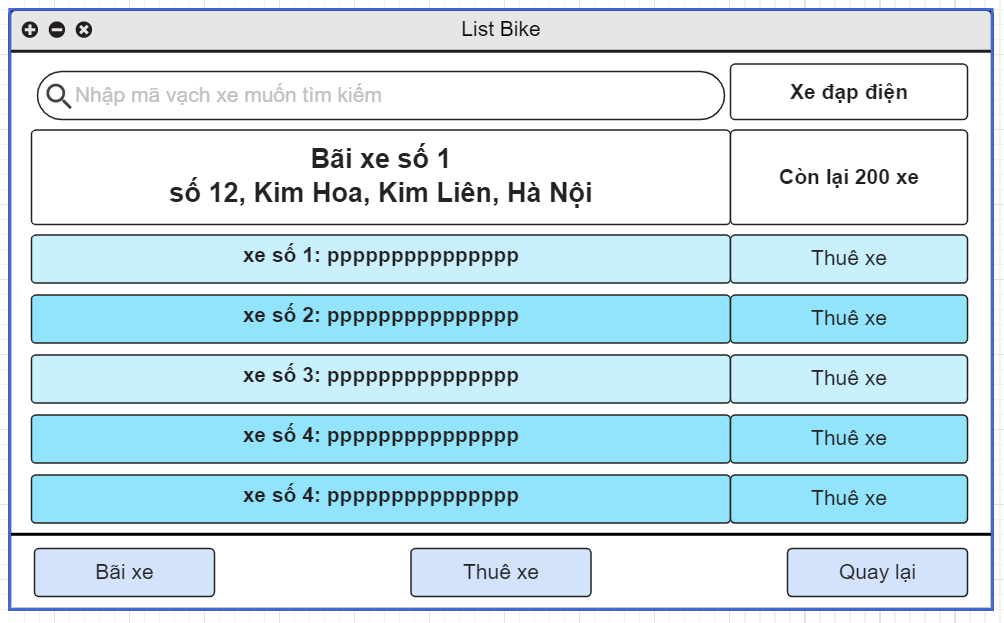 List Bike
Nhập mã vạch xe muốn tìm kiếm
Xe đạp điện
Bãi xe số 1
số 12, Kim Hoa, Kim Liên, Hà Nội
Còn lại 200 xe
xe số 1: ppppppppppppppp
Thuê xe
xe số 2: ppppppppppppppp
Thuê xe
xe số 3: ppppppppppppppp
Thuê xe
xe số 4: ppppppppppppppp
Thuê xe
xe số 4: ppppppppppppppp
Thuê xe
Bãi xe
Thuê xe
Quay lại